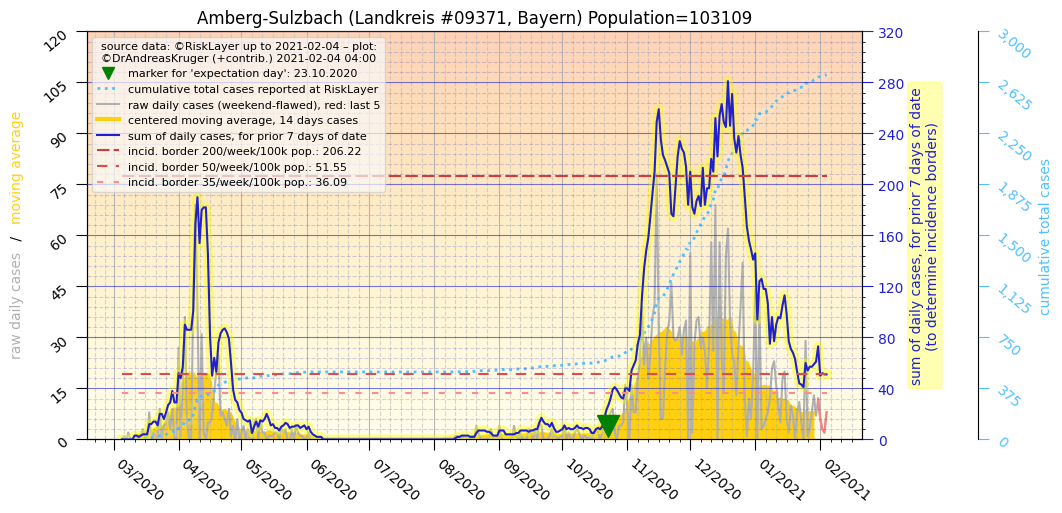 Amberg-Sulzbach (Landkreis #09371, Bayern) Population=103109
source data: ©RiskLayer up to 2021-02-04 – plot:
©DrAndreasKruger (+contrib.) 2021-02-04 04:00
marker for 'expectation day': 23.10.2020
cumulative total cases reported at RiskLayer
raw daily cases (weekend-flawed), red: last 5
centered moving average, 14 days cases
sum of daily cases, for prior 7 days of date
incid. border 200/week/100k pop.: 206.22
incid. border 50/week/100k pop.: 51.55
incid. border 35/week/100k pop.: 36.09
raw daily cases / moving average
120
105
90
75
60
45
30
15
0
03/2020
04/2020
05/2020
06/2020
07/2020
08/2020
09/2020
10/2020
11/2020
12/2020
01/2021
02/2021
320
280
240
200
160
120
80
40
0
sum of daily cases, for prior 7 days of date
(to determine incidence borders)
3,000
2,625
2,250
1,875
1,500
1,125
750
375
0
cumulative total cases